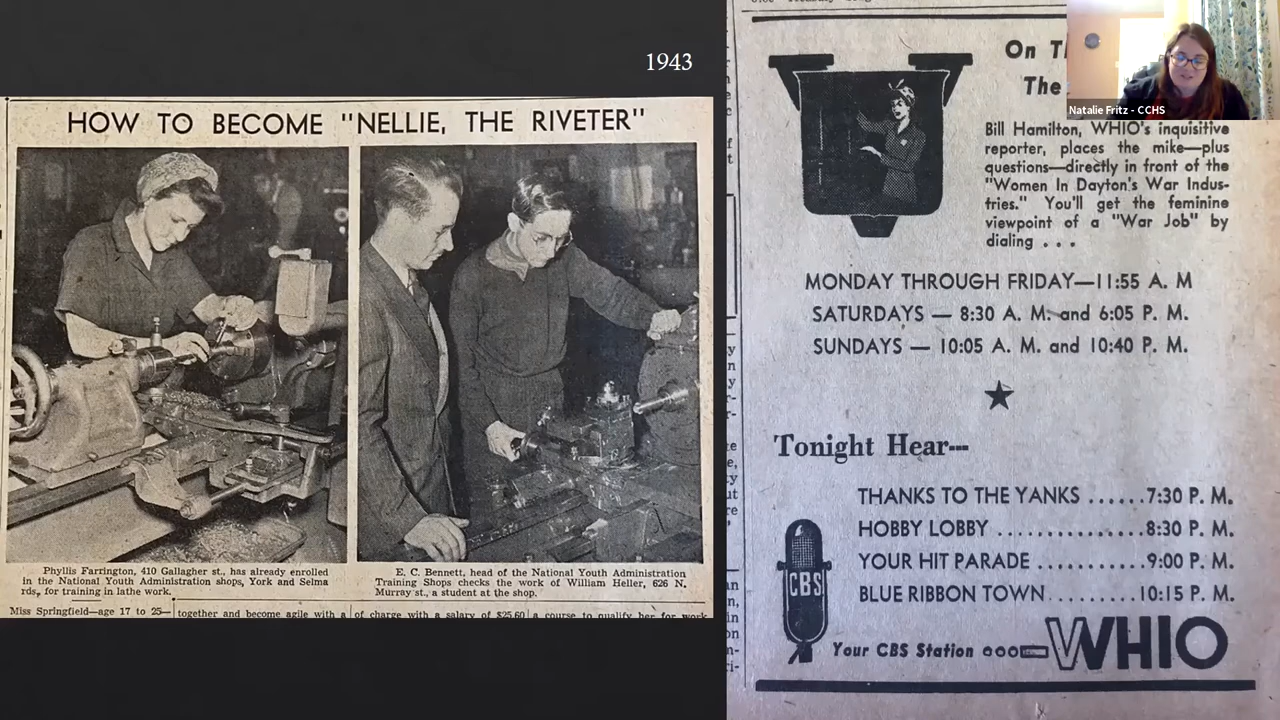 1943
HOW TO BECOME "NELLIE, THE RIVETER"
Phyllis Farrington, 410 Gallagher st., has already enrolled
in the National Youth Administration shops, York and Selma
rds., for training in lathe work.
E. C. Bennett, head of the National Youth Administration
Training Shops checks the work of William Heller, 626 N.
Murray st., a student at the shop.
Miss Springfield—age 17 to 25—
together and become agile with a
of charge with a salary of $25.60
a course to qualify her for work
Natalie Fritz - CCHS
On
The
Bill Hamilton, WHIO's inquisitive
reporter, places the mike—plus
questions—directly in front of the
"Women In Dayton's War Indus-
tries." You'll get the feminine
viewpoint of a "War Job" by
dialing . . .
MONDAY THROUGH FRIDAY—11:55 A. M
SATURDAYS — 8:30 A. M. and 6:05 P. M.
SUNDAYS — 10:05 A. M. and 10:40 P. M.
Tonight Hear---
THANKS TO THE YANKS ......7:30 P. M.
HOBBY LOBBY ................8:30 P. M.
YOUR HIT PARADE ...........9:00 P. M.
BLUE RIBBON TOWN.........10:15 P. M.
CBS
Your CBS Station
WHIO